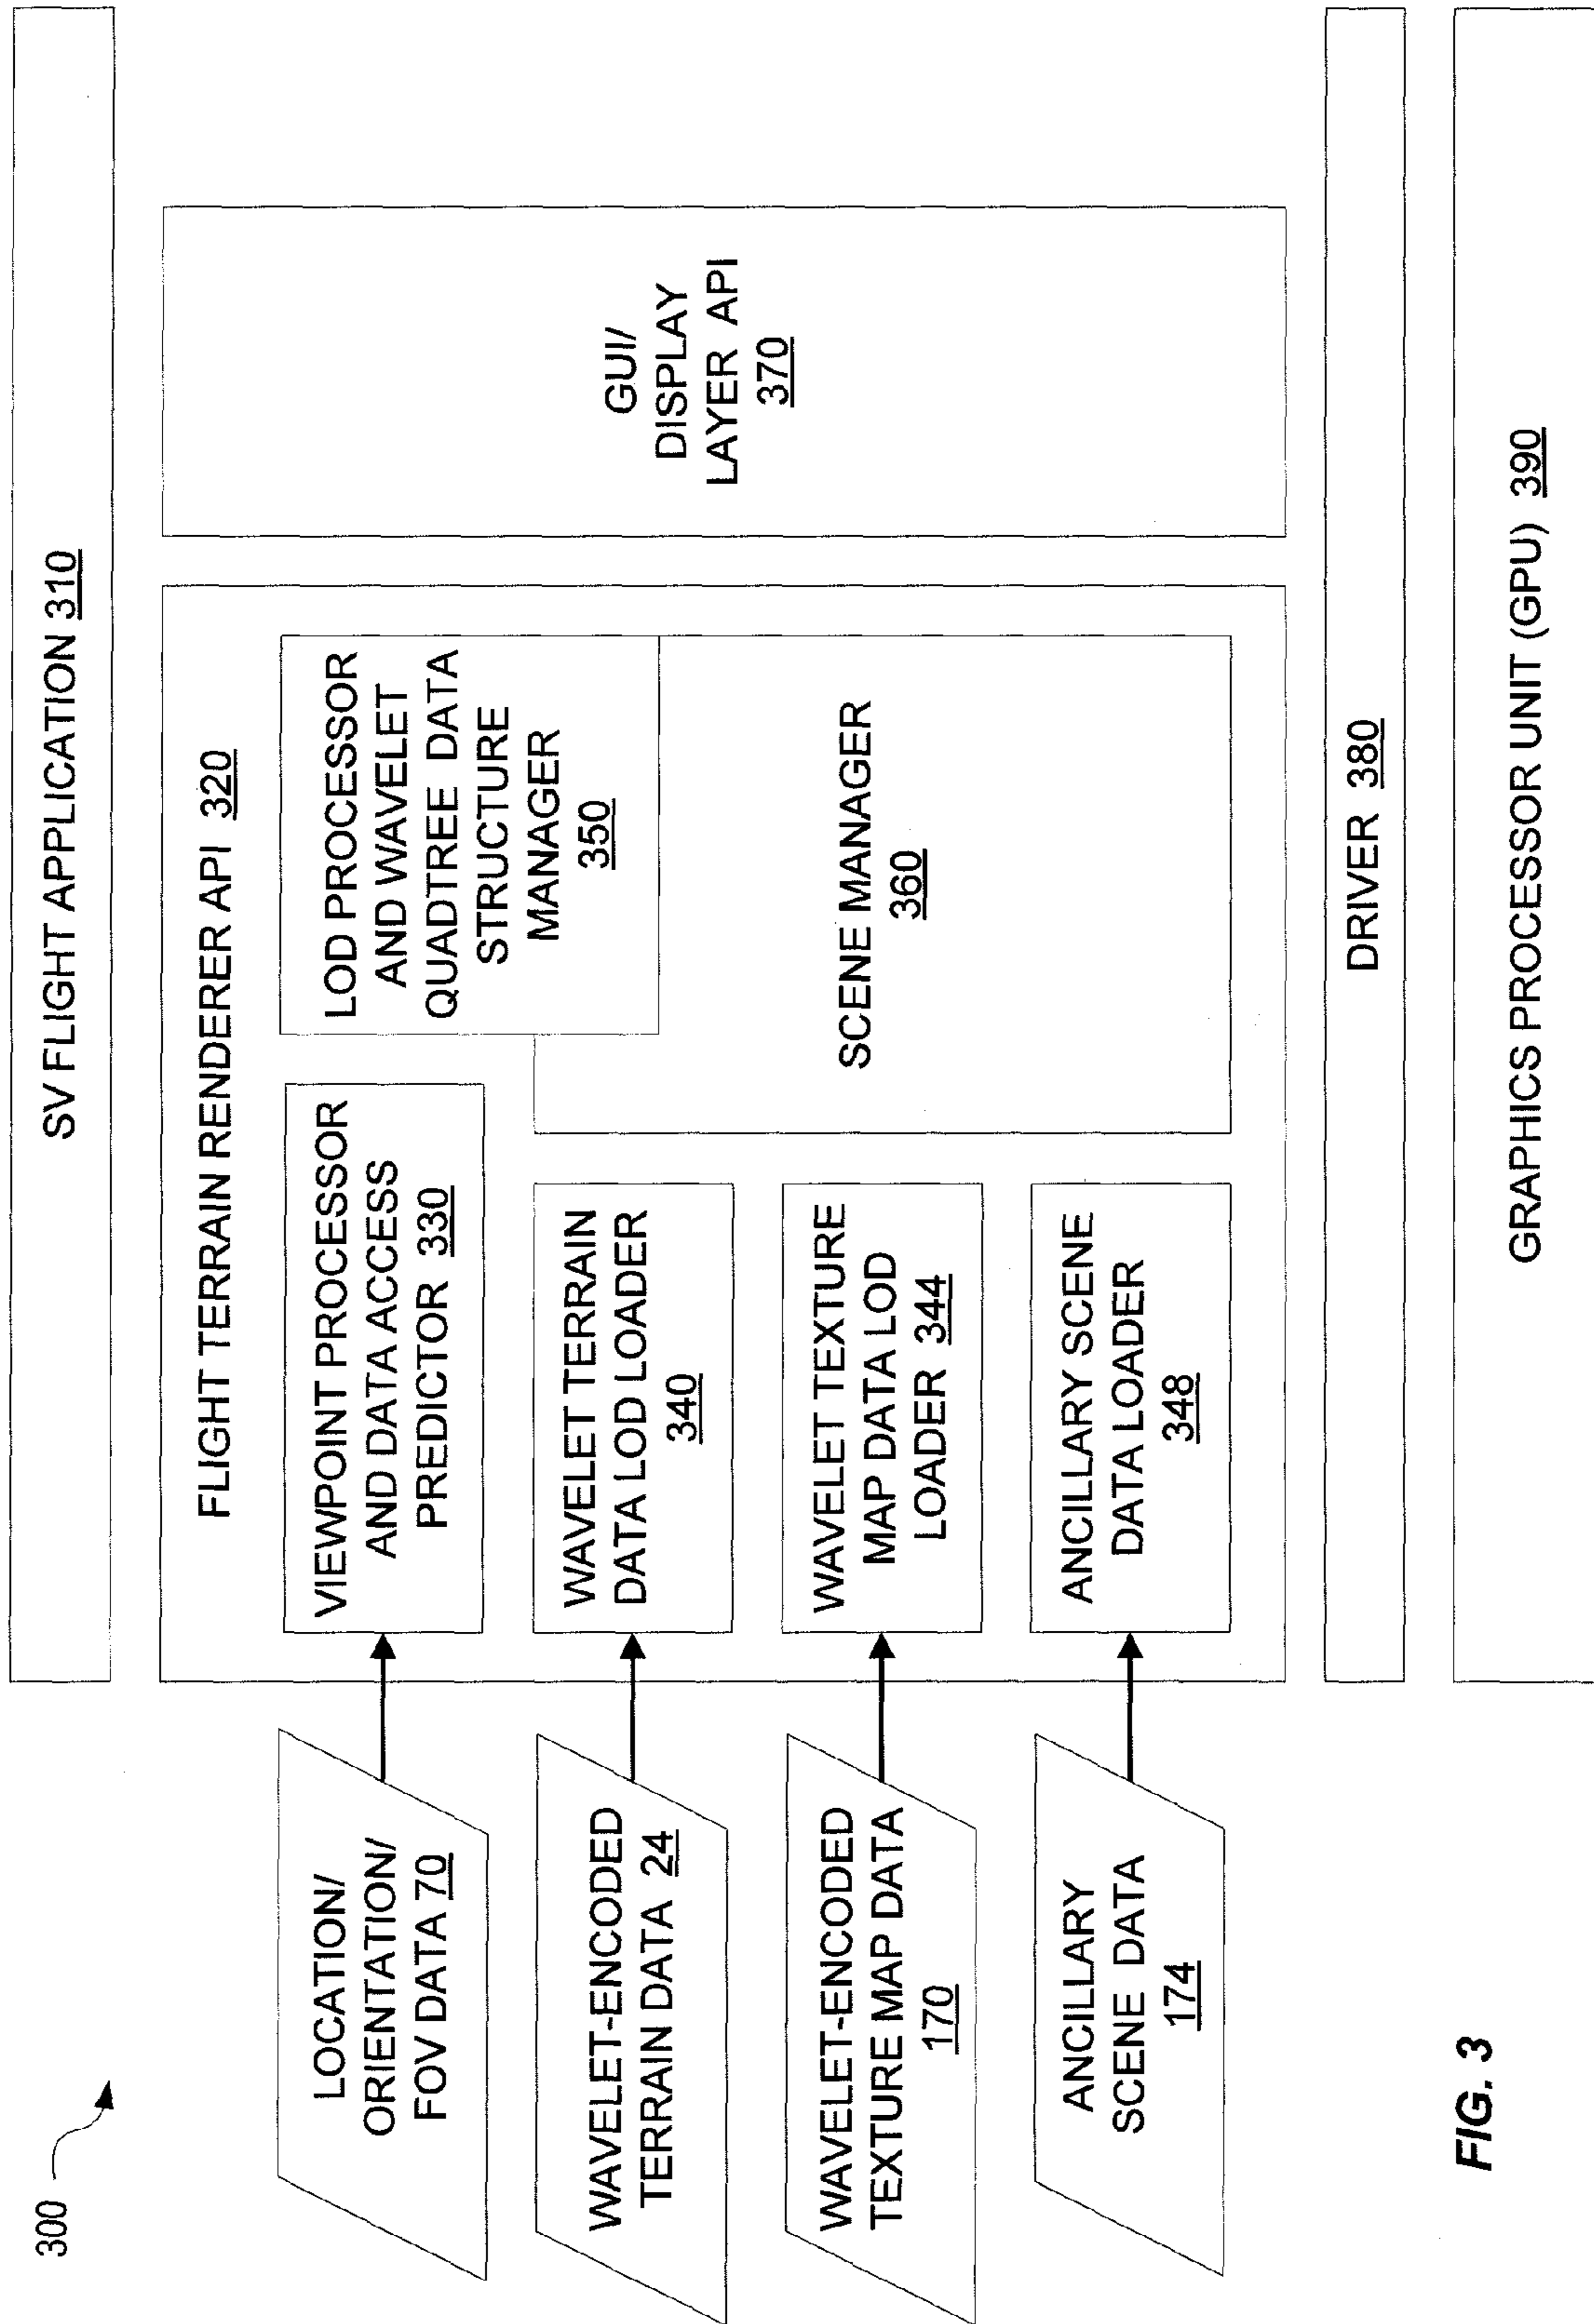 300
SV FLIGHT APPLICATION 310
FLIGHT TERRAIN RENDERER API 320
LOCATION/
ORIENTATION/
FOV DATA 70
VIEWPOINT PROCESSOR
AND DATA ACCESS
PREDICTOR 330
LOD PROCESSOR
AND WAVELET
QUADTREE DATA
STRUCTURE
MANAGER
350
GUI/
DISPLAY
LAYER API
370
WAVELET-ENCODED
TERRAIN DATA 24
WAVELET TERRAIN
DATA LOD LOADER
340
WAVELET-ENCODED
TEXTURE MAP DATA
170
WAVELET TEXTURE
MAP DATA LOD
LOADER 344
SCENE MANAGER
360
ANCILLARY
SCENE DATA
174
ANCILLARY SCENE
DATA LOADER
348
DRIVER 380
GRAPHICS PROCESSOR UNIT (GPU) 390
FIG. 3